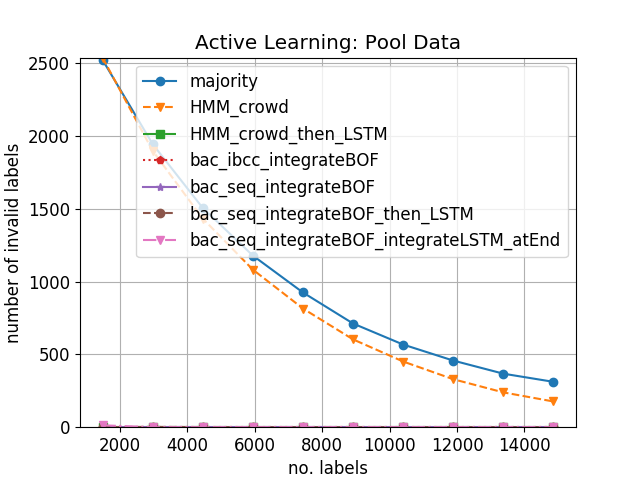 Active Learning: Pool Data
number of invalid labels
2500
2000
1500
1000
500
0
majority
HMM_crowd
HMM_crowd_then_LSTM
bac_ibcc_integrateBOF
bac_seq_integrateBOF
bac_seq_integrateBOF_then_LSTM
bac_seq_integrateBOF_integrateLSTM_atEnd
2000 4000 6000 8000 10000 12000 14000
no. labels